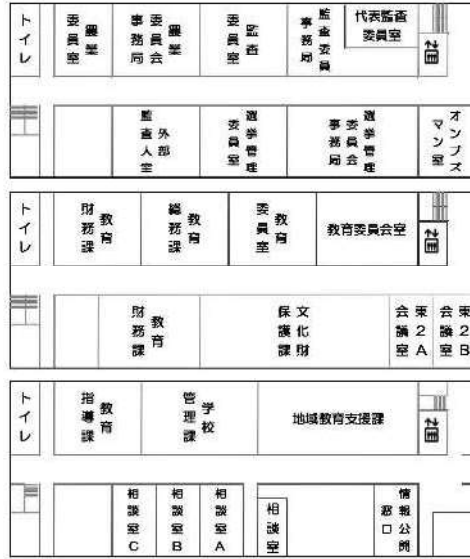 トイレ
農業
委員室
農業
委員会
事務局
監査
委員室
監査委員
事務局
代表監査
委員室
外部
監査人室
選挙管理
委員室
選挙管理
委員会
事務局
オンブズ
マン室
トイレ
教育
財務課
教育
総務課
教育
委員室
教育委員会室
教育
財務課
文化財
保護課
東2A
会議室
東2B
会議室
トイレ
教育
指導課
学校
管理課
地域教育支援課
相談室C
相談室B
相談室A
相談室
情報公開
窓口